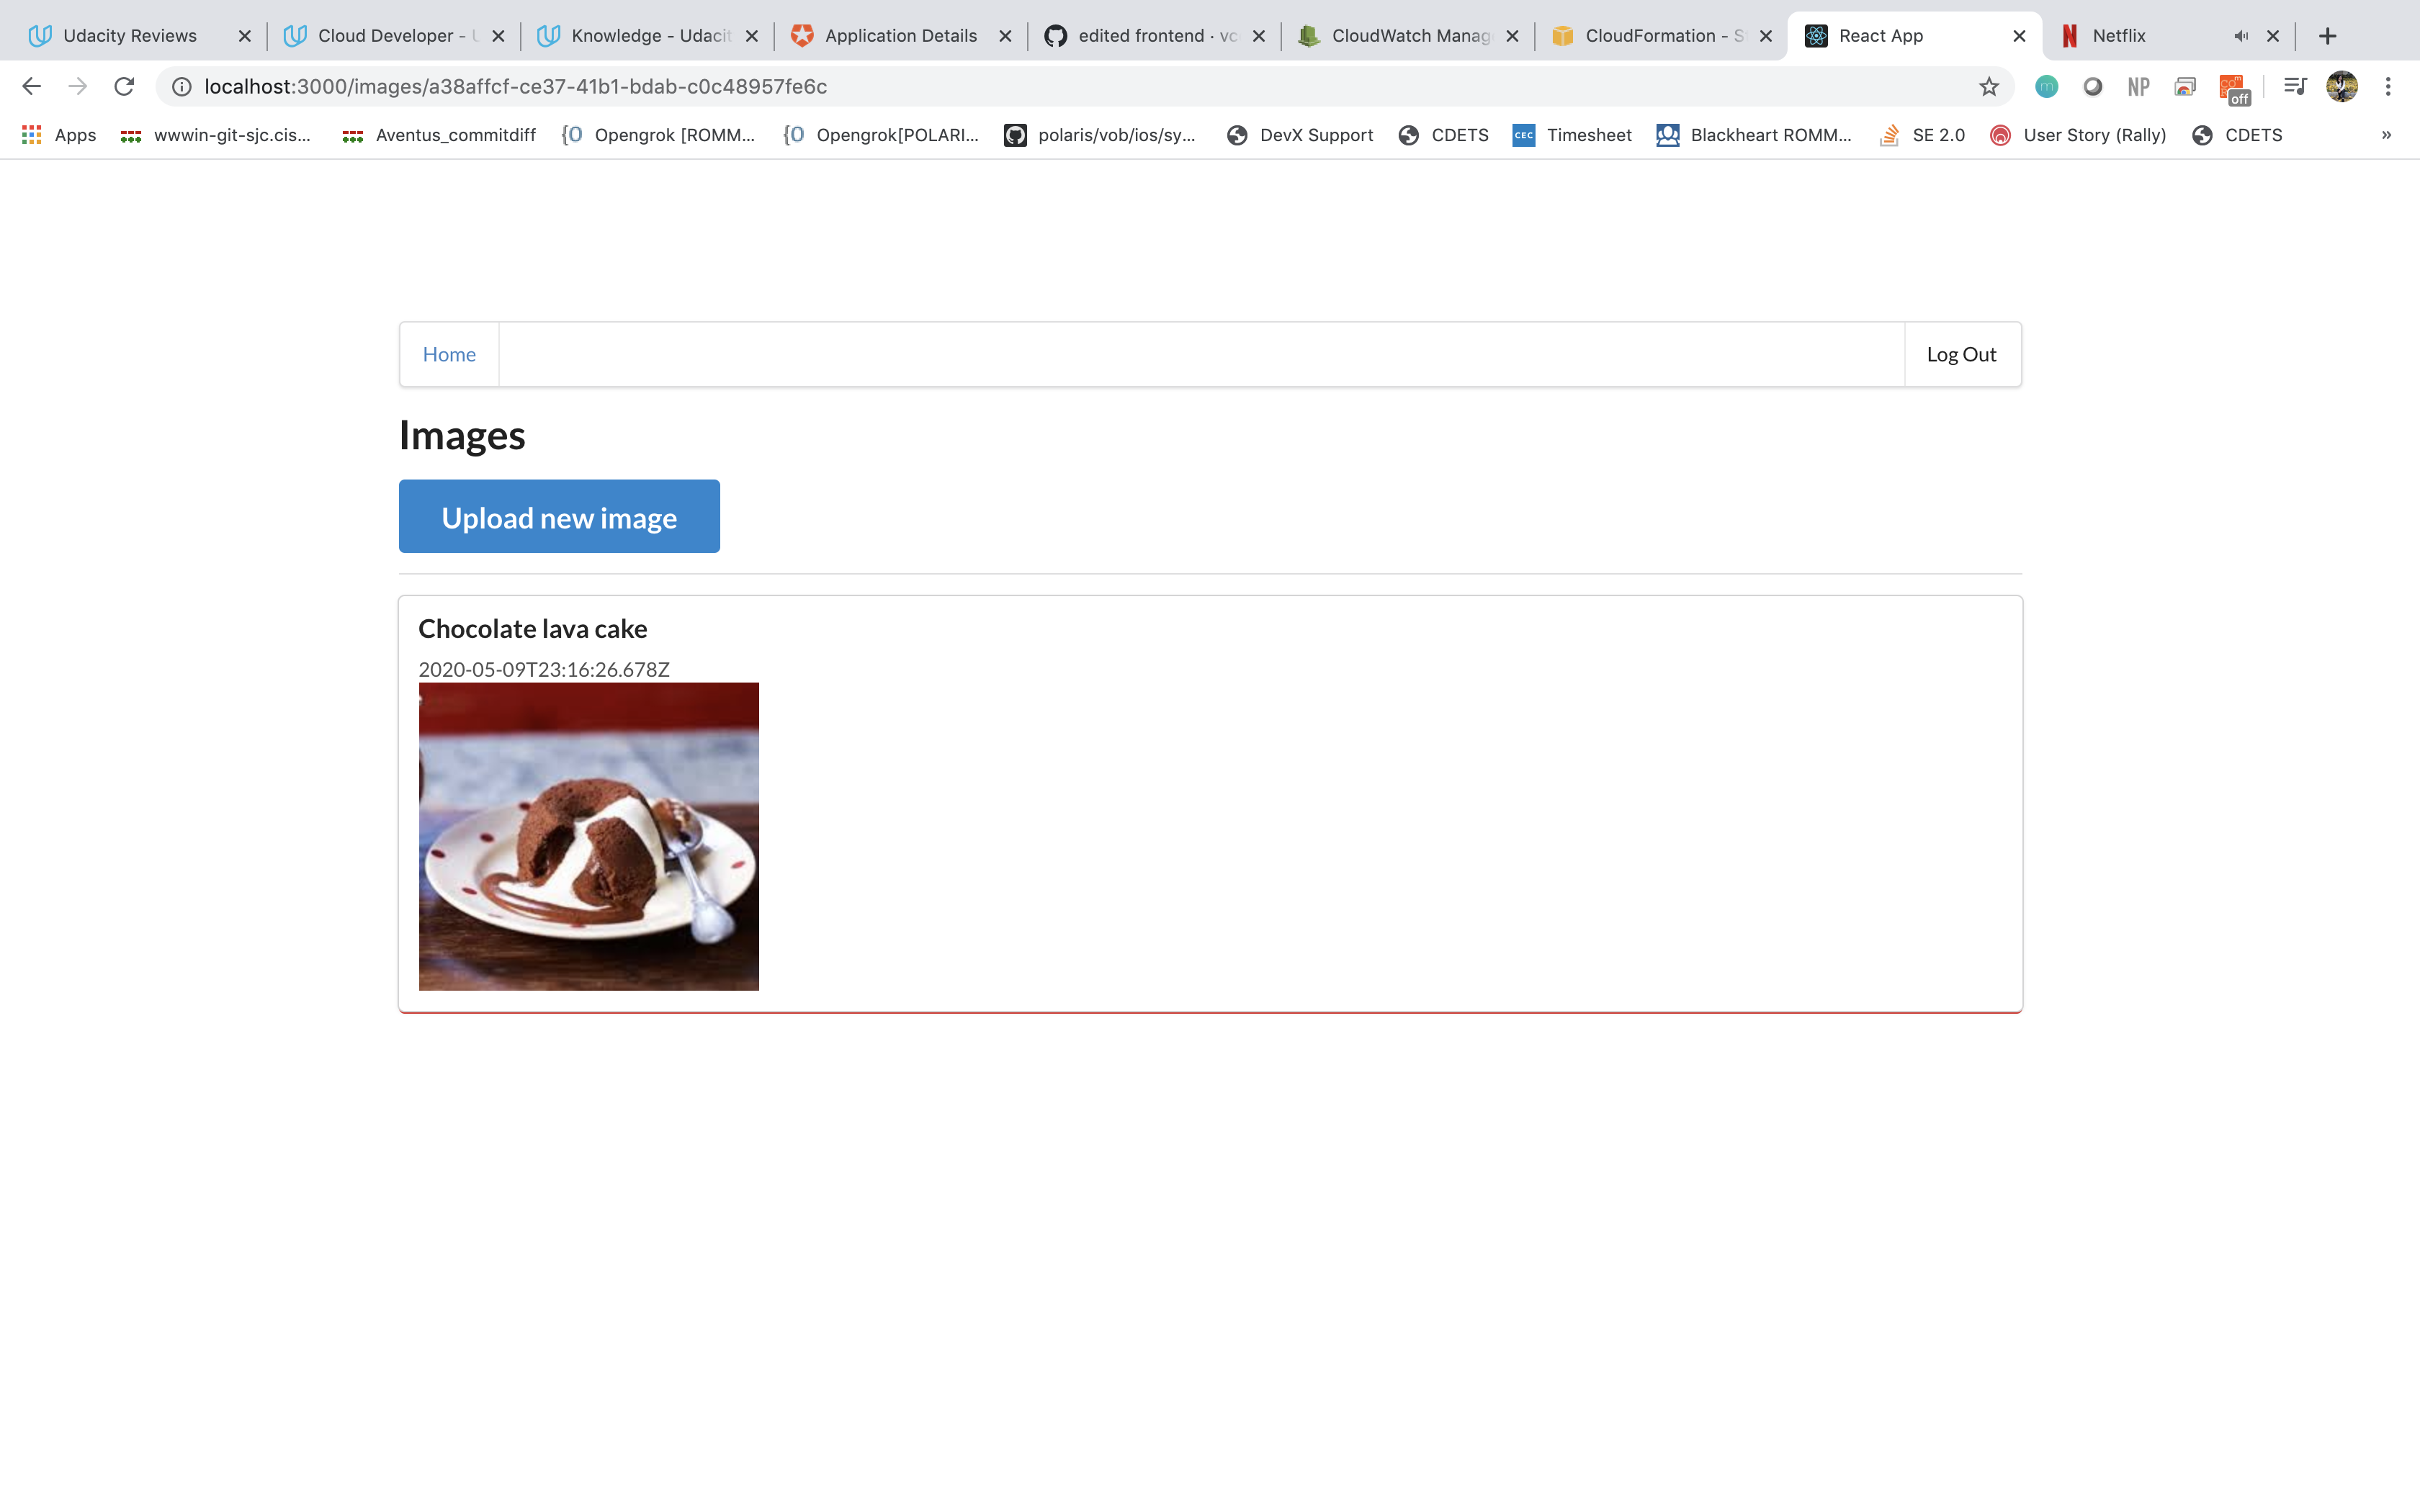 Udacity Reviews
Cloud Developer - U
Knowledge - Udacit
Application Details
edited frontend · vc
CloudWatch Manag
CloudFormation - S
React App
Netflix
localhost:3000/images/a38affcf-ce37-41b1-bdab-c0c48957fe6c
m
NP
off
Apps
wwwin-git-sjc.cis...
Aventus_commitdiff
Opengrok [ROMM...
Opengrok[POLARI...
polaris/vob/ios/sy...
DevX Support
CDETS
CEC
Timesheet
Blackheart ROMM...
SE 2.0
User Story (Rally)
CDETS
»
Home
Log Out
Images
Upload new image
Chocolate lava cake
2020-05-09T23:16:26.678Z